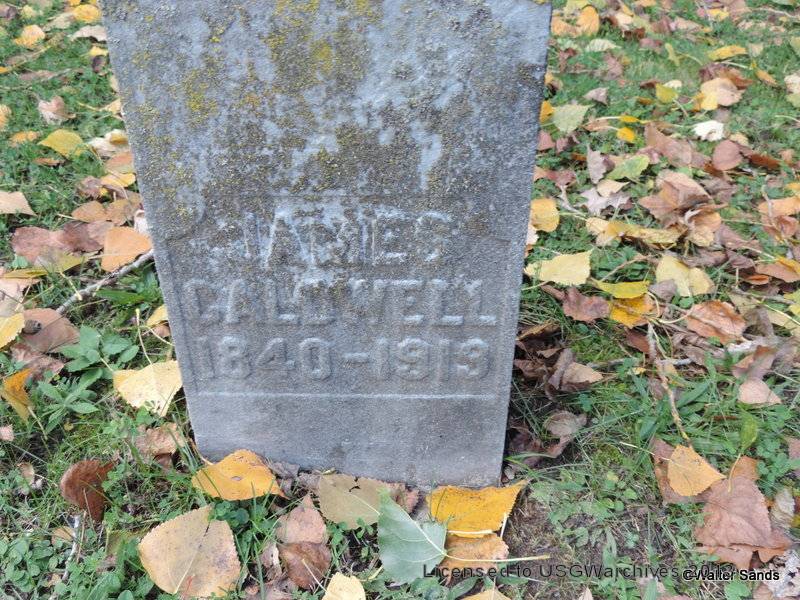 JAMES
CALDWELL
1840-1919
Licensed to USGWarchives
©Walter Sands